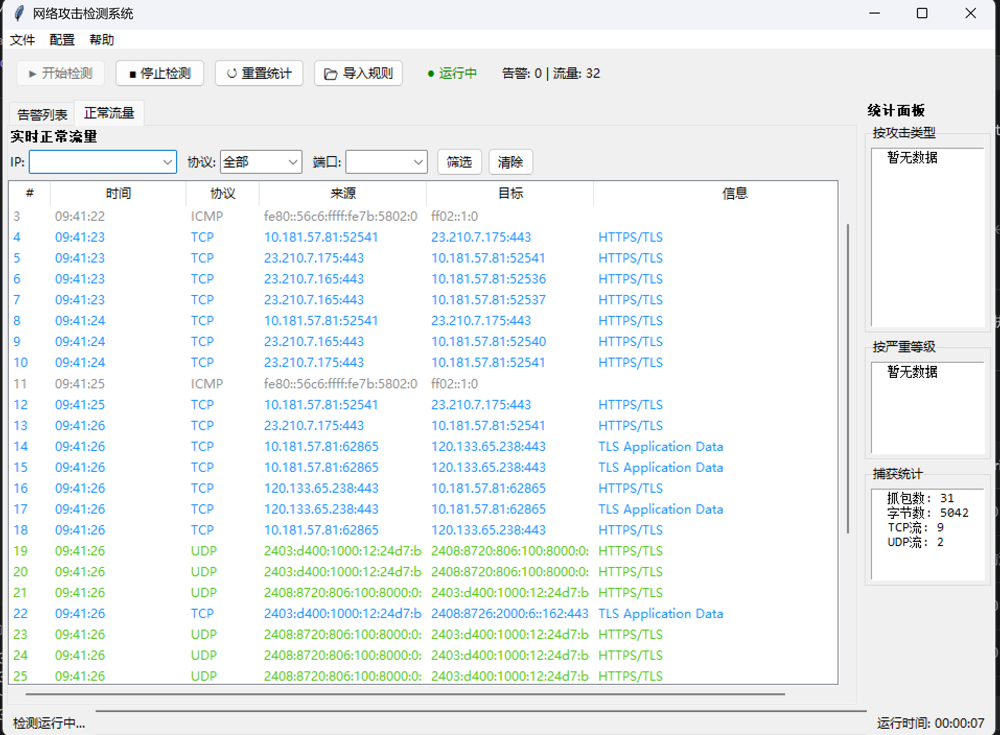 网络攻击检测系统
文件 配置 帮助
▶ 开始检测 ■ 停止检测 重置统计 导入规则 ● 运行中 告警: 0 | 流量: 32
告警列表 正常流量
实时正常流量
IP: 协议: 全部 端口: 筛选 清除
# 时间 协议 来源 目标 信息
3 09:41:22 ICMP fe80::56c6:ffff:fe7b:5802:0 ff02::1:0
4 09:41:23 TCP 10.181.57.81:52541 23.210.7.175:443 HTTPS/TLS
5 09:41:23 TCP 23.210.7.175:443 10.181.57.81:52541 HTTPS/TLS
6 09:41:23 TCP 23.210.7.165:443 10.181.57.81:52536 HTTPS/TLS
7 09:41:23 TCP 23.210.7.165:443 10.181.57.81:52537 HTTPS/TLS
8 09:41:24 TCP 10.181.57.81:52541 23.210.7.175:443 HTTPS/TLS
9 09:41:24 TCP 23.210.7.165:443 10.181.57.81:52540 HTTPS/TLS
10 09:41:24 TCP 23.210.7.175:443 10.181.57.81:52541 HTTPS/TLS
11 09:41:25 ICMP fe80::56c6:ffff:fe7b:5802:0 ff02::1:0
12 09:41:25 TCP 10.181.57.81:52541 23.210.7.175:443 HTTPS/TLS
13 09:41:26 TCP 23.210.7.175:443 10.181.57.81:52541 HTTPS/TLS
14 09:41:26 TCP 10.181.57.81:62865 120.133.65.238:443 TLS Application Data
15 09:41:26 TCP 10.181.57.81:62865 120.133.65.238:443 TLS Application Data
16 09:41:26 TCP 120.133.65.238:443 10.181.57.81:62865 HTTPS/TLS
17 09:41:26 TCP 120.133.65.238:443 10.181.57.81:62865 TLS Application Data
18 09:41:26 TCP 10.181.57.81:62865 120.133.65.238:443 HTTPS/TLS
19 09:41:26 UDP 2403:d400:1000:12:24d7:b 2408:8720:806:100:8000:0: HTTPS/TLS
20 09:41:26 UDP 2403:d400:1000:12:24d7:b 2408:8720:806:100:8000:0: HTTPS/TLS
21 09:41:26 UDP 2408:8720:806:100:8000:0: 2403:d400:1000:12:24d7:b HTTPS/TLS
22 09:41:26 TCP 2403:d400:1000:12:24d7:b 2408:8726:2000:6::162:443 TLS Application Data
23 09:41:26 UDP 2408:8720:806:100:8000:0: 2403:d400:1000:12:24d7:b HTTPS/TLS
24 09:41:26 UDP 2408:8720:806:100:8000:0: 2403:d400:1000:12:24d7:b HTTPS/TLS
25 09:41:26 UDP 2408:8720:806:100:8000:0: 2403:d400:1000:12:24d7:b HTTPS/TLS
统计面板
按攻击类型
暂无数据
按严重等级
暂无数据
捕获统计
抓包数: 31
字节数: 5042
TCP流: 9
UDP流: 2
检测运行中...
运行时间: 00:00:07